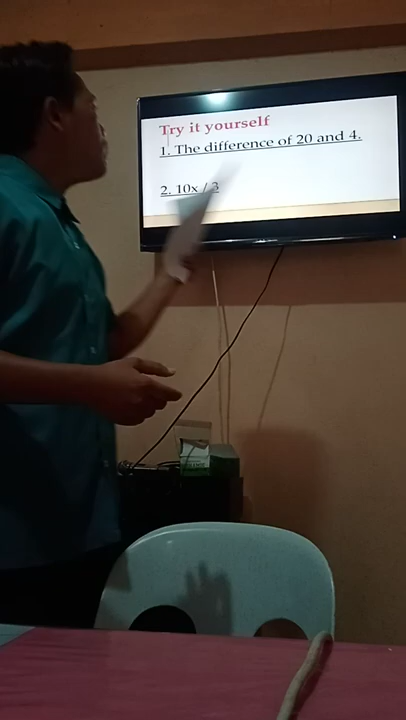 Try it yourself
1. The difference of 20 and 4.
2. 10x / 3